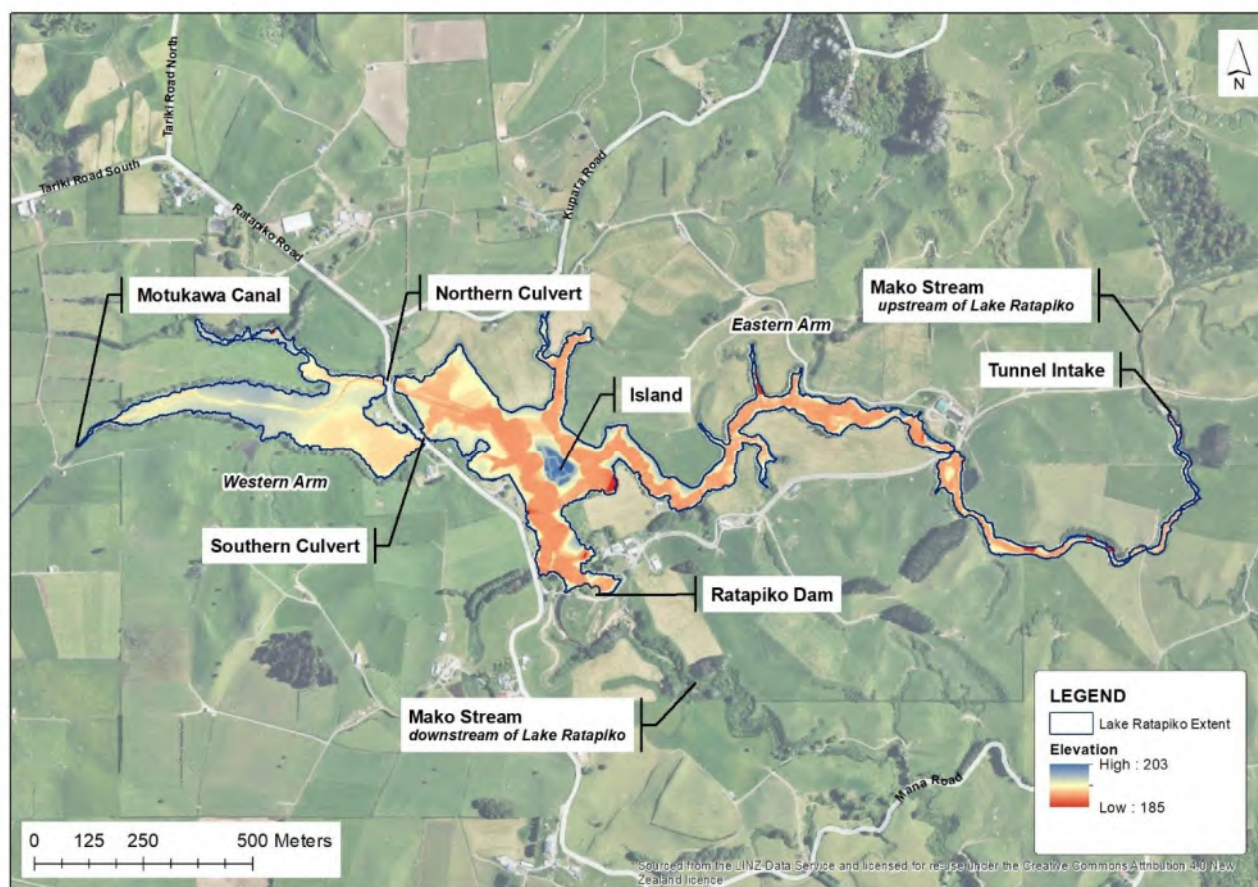 Tariki Road North
N
Tariki Road South
Ratapiko Road
Kupara Road
Motukawa Canal
Northern Culvert
Mako Stream
upstream of Lake Ratapiko
Eastern Arm
Tunnel Intake
Island
Western Arm
Southern Culvert
Ratapiko Dam
Mako Stream
downstream of Lake Ratapiko
Mana Road
LEGEND
Lake Ratapiko Extent
Elevation
High : 203
Low : 185
0 125 250 500 Meters
Sourced from the LINZ Data Service and licensed for re-use under the Creative Commons Attribution 4.0 New
Zealand licence